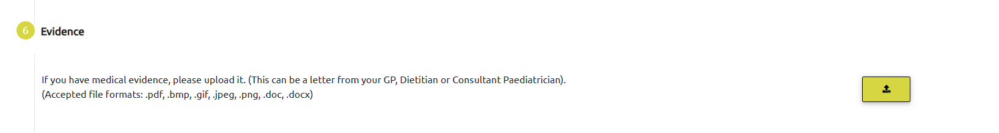 6 Evidence
If you have medical evidence, please upload it. (This can be a letter from your GP, Dietitian or Consultant Paediatrician).
(Accepted file formats: .pdf, .bmp, .gif, .jpeg, .png, .doc, .docx)